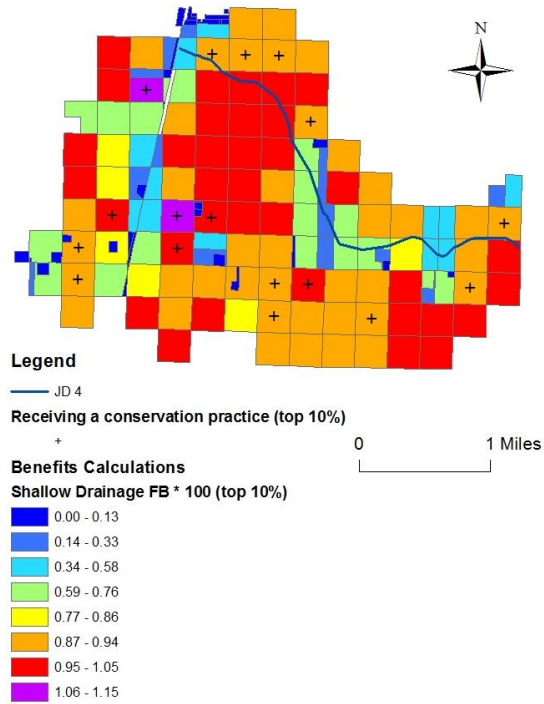 N
Legend
JD 4
Receiving a conservation practice (top 10%)
+
0 1 Miles
Benefits Calculations
Shallow Drainage FB * 100 (top 10%)
0.00 - 0.13
0.14 - 0.33
0.34 - 0.58
0.59 - 0.76
0.77 - 0.86
0.87 - 0.94
0.95 - 1.05
1.06 - 1.15